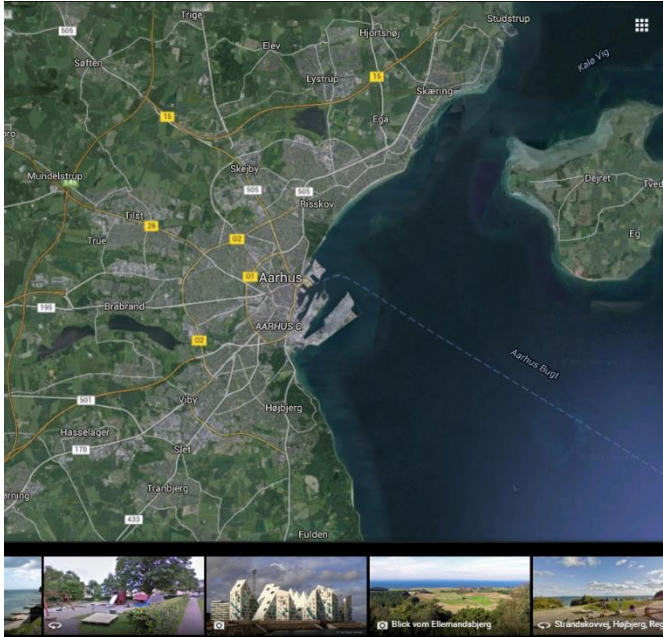 Trige
Studstrup
505
Elev
Hjortshøj
Søften
Kalø Vig
Lystrup
15
Skæring
15
Egå
Skejby
Mundelstrup
E45
Dejret
505
505
Risskov
Tilst
26
True
O2
Eg
Aarhus
O1
195
Brabrand
AARHUS C
O2
Aarhus Bugt
501
Viby
Højbjerg
Hasselager
170
Slet
Tranbjerg
433
Fulden
Blick vom Ellemandsbjerg
Strandskovvej, Højbjerg, Reg